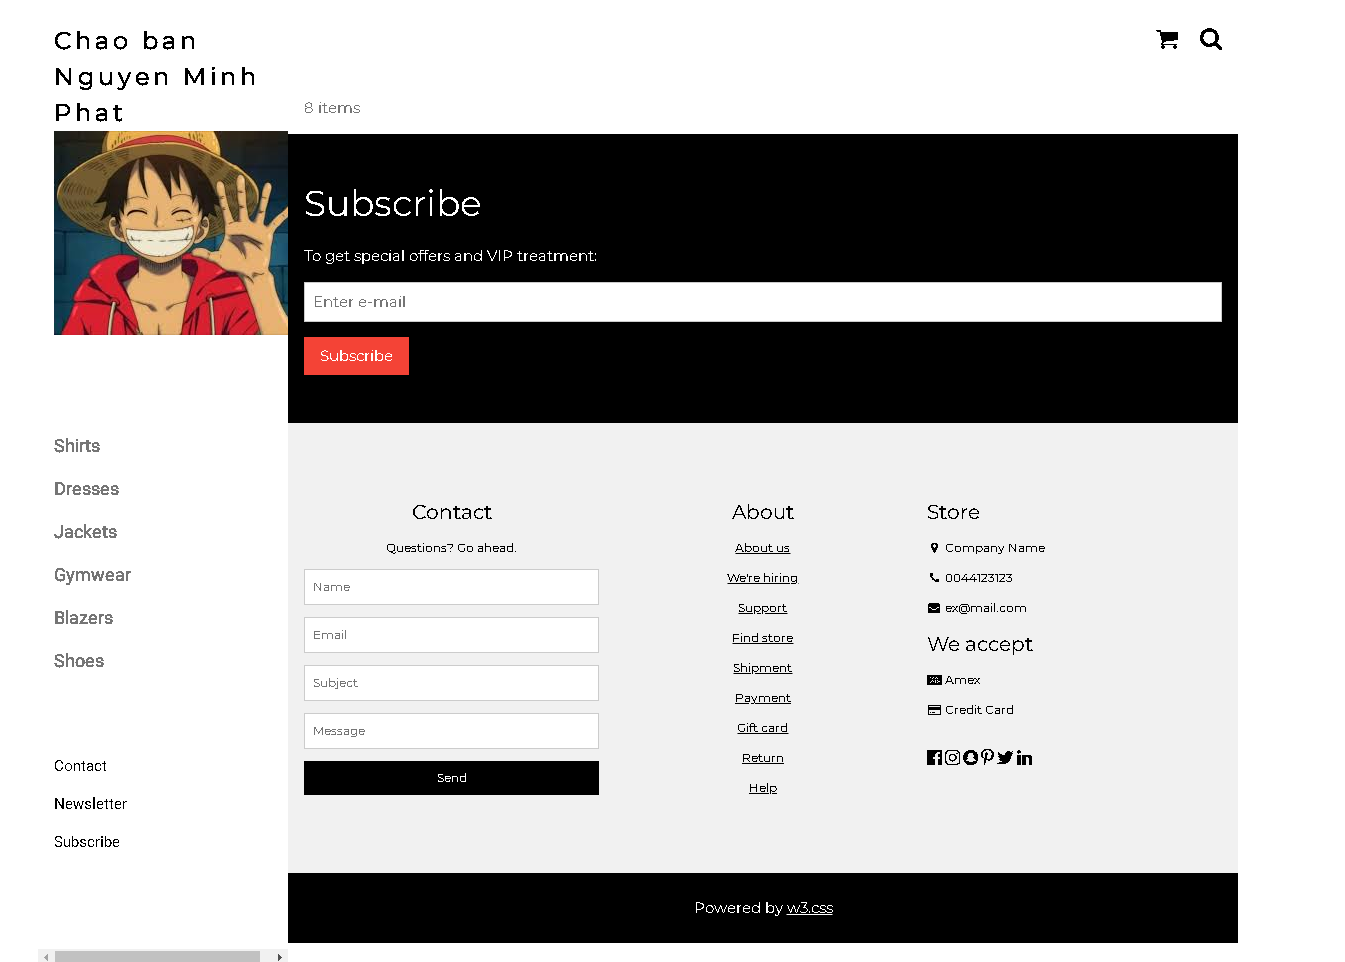 Chao ban
Nguyen Minh
Phat
Shirts
Dresses
Jackets
Gymwear
Blazers
Shoes
Contact
Newsletter
Subscribe
8 items
Subscribe
To get special offers and VIP treatment:
Enter e-mail
Subscribe
Contact
Questions? Go ahead.
Name
Email
Subject
Message
Send
About
About us
We're hiring
Support
Find store
Shipment
Payment
Gift card
Return
Help
Store
Company Name
0044123123
ex@mail.com
We accept
Amex
Credit Card
Powered by w3.css